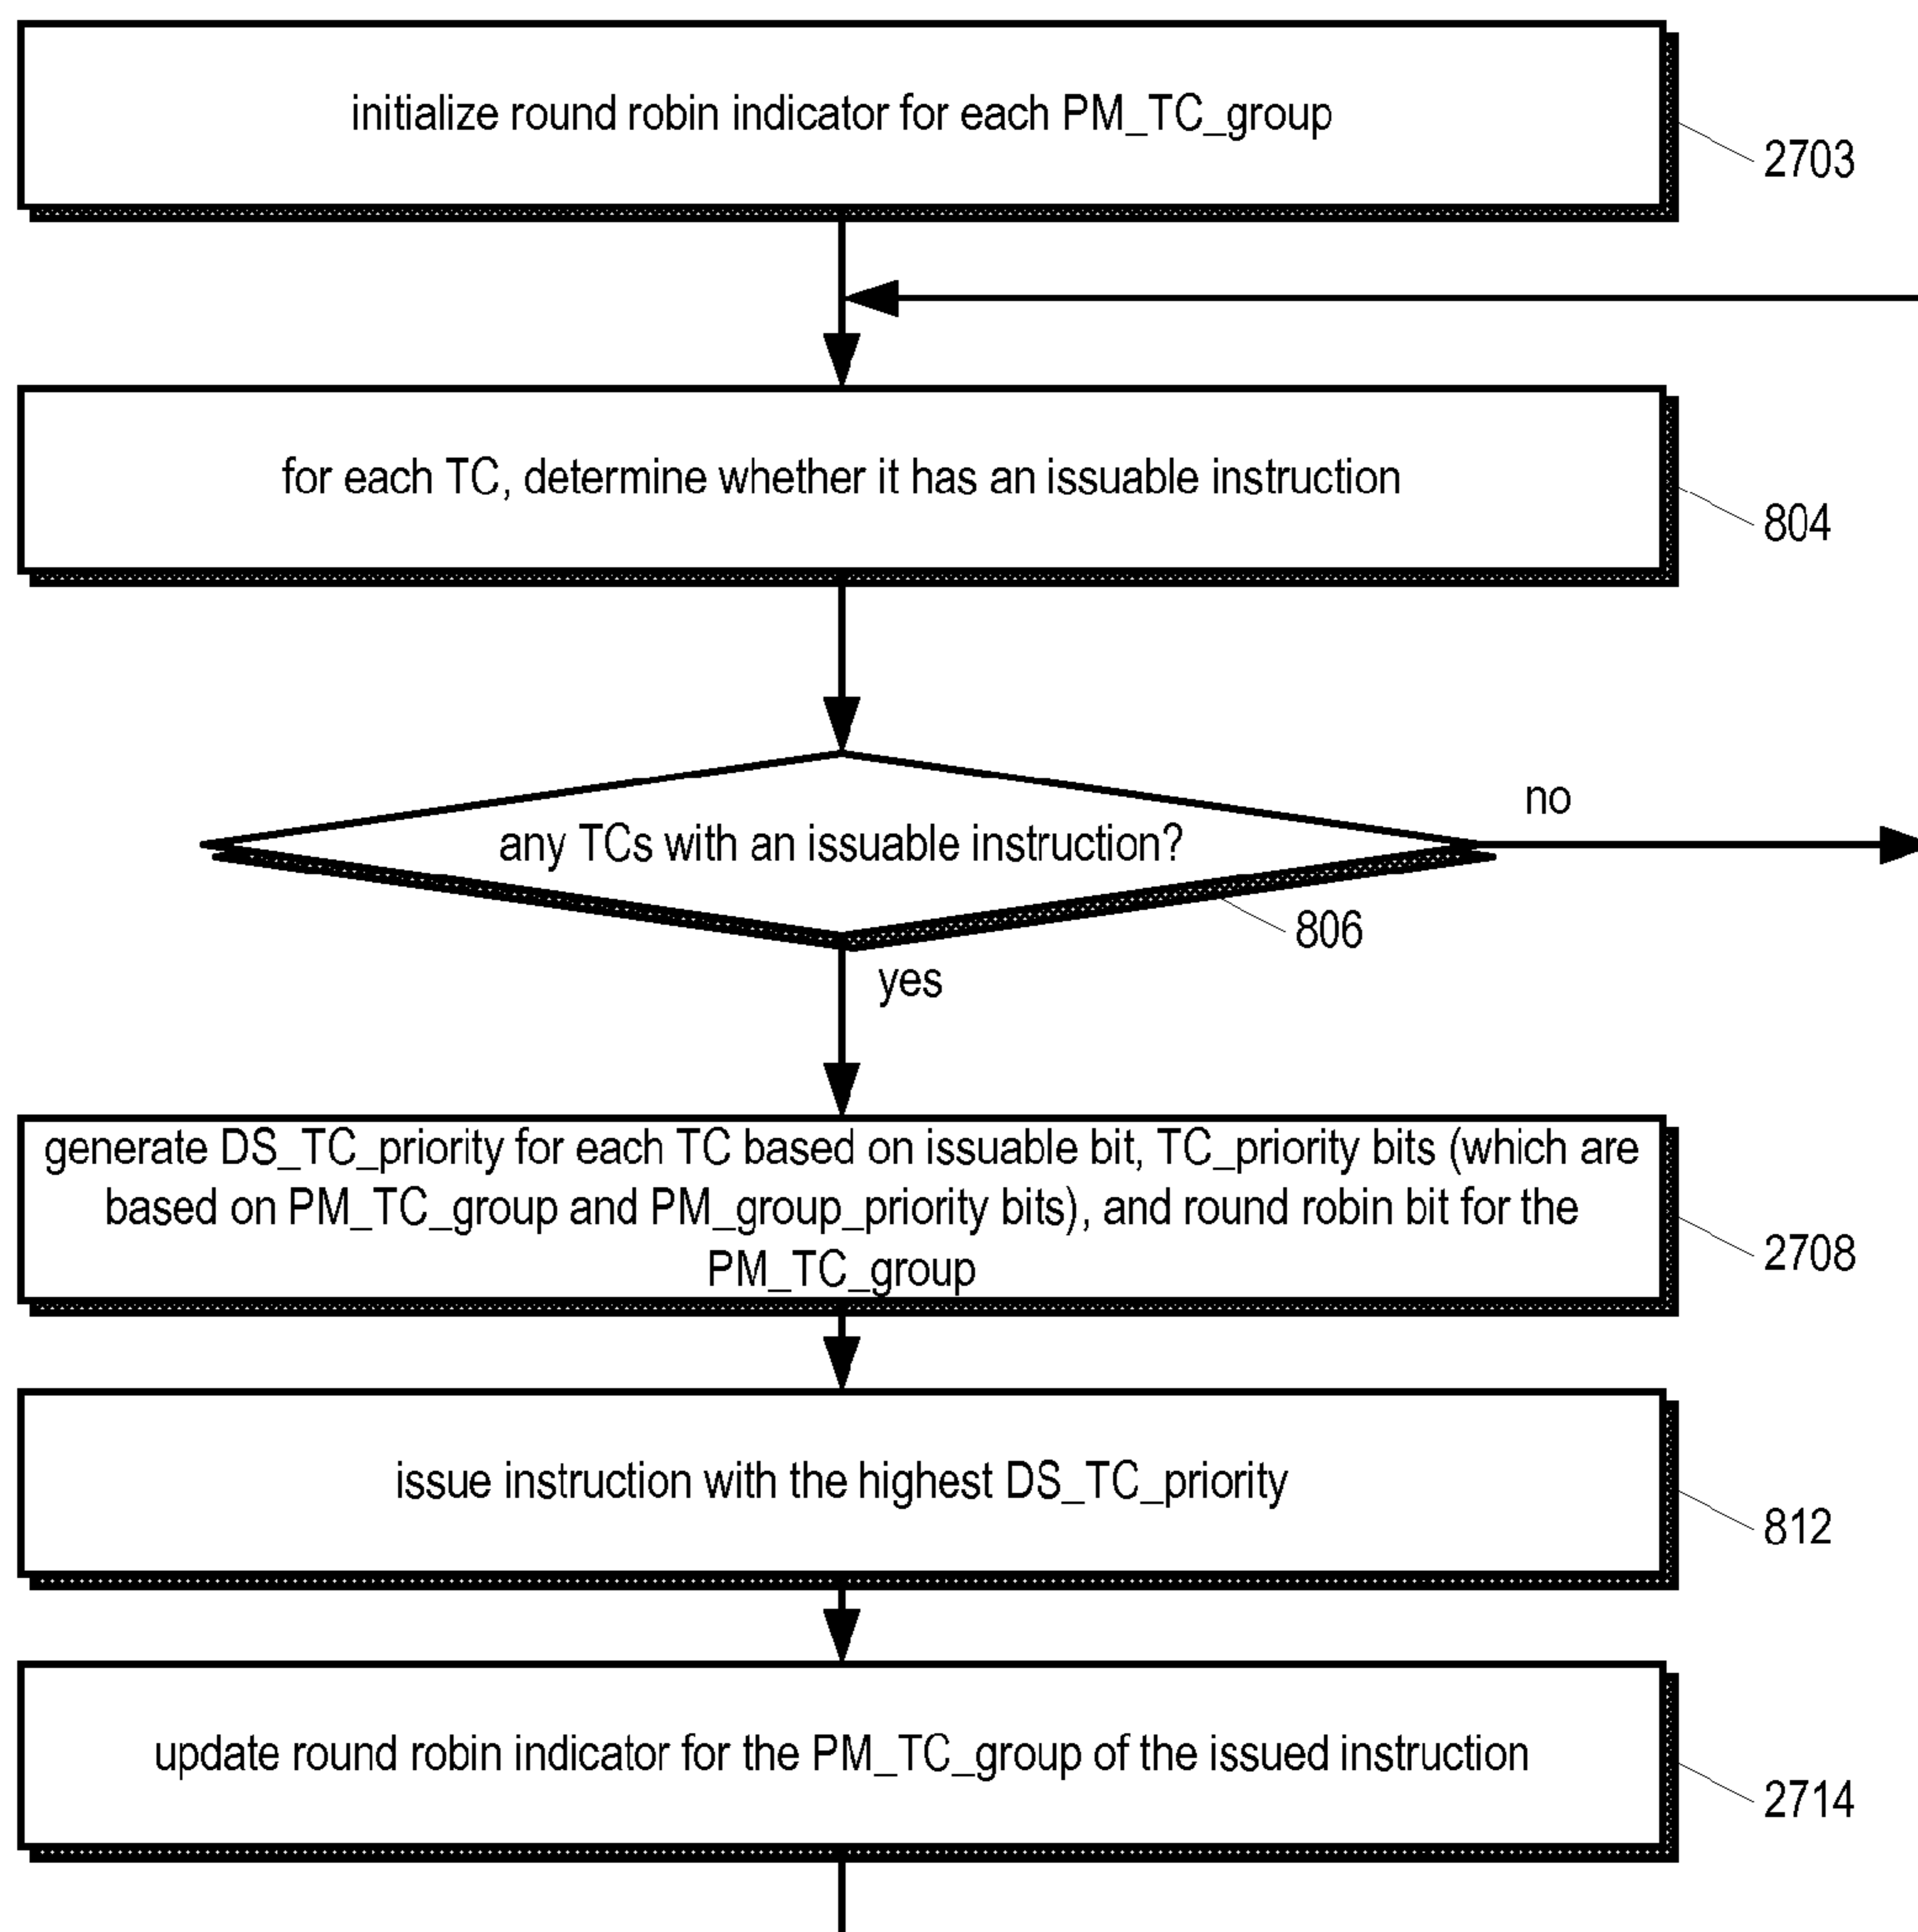 initialize round robin indicator for each PM_TC_group
2703
for each TC, determine whether it has an issuable instruction
804
no
any TCs with an issuable instruction?
806
yes
generate DS_TC_priority for each TC based on issuable bit, TC_priority bits (which are
based on PM_TC_group and PM_group_priority bits), and round robin bit for the
PM_TC_group
2708
issue instruction with the highest DS_TC_priority
812
update round robin indicator for the PM_TC_group of the issued instruction
2714